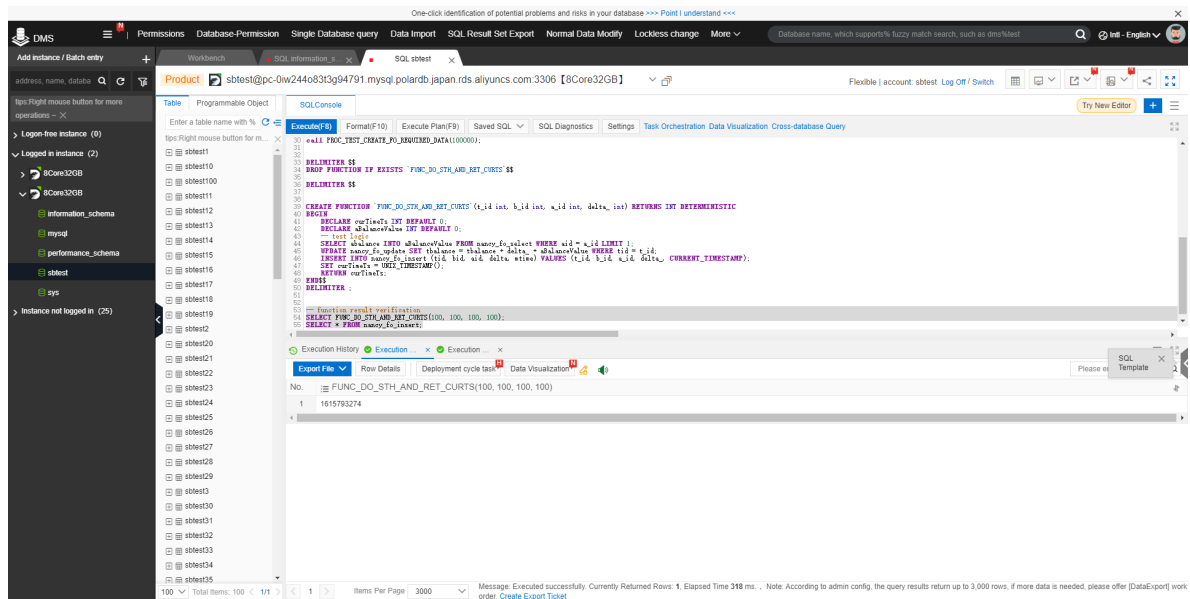 One-click identification of potential problems and risks in your database >>> Point I understand <<<
DMS
N
Permissions Database-Permission Single Database query Data Import SQL Result Set Export Normal Data Modify Lockless change More
Database name, which supports% fuzzy match search, such as dms%test
Intl - English
Add instance / Batch entry +
Workbench
SQL information_s...
SQL sbtest
address, name, databa
Product sbtest@pc-0iw244o83t3g94791.mysql.polardb.japan.rds.aliyuncs.com:3306【8Core32GB】
Flexible | account: sbtest Log Off / Switch
tips:Right mouse button for more
operations ~
Logon-free instance (0)
Logged in instance (2)
8Core32GB
8Core32GB
information_schema
mysql
performance_schema
sbtest
sys
Instance not logged in (25)
Table Programmable Object
Enter a table name with %
tips:Right mouse button for m...
sbtest1
sbtest10
sbtest100
sbtest11
sbtest12
sbtest13
sbtest14
sbtest15
sbtest16
sbtest17
sbtest18
sbtest19
sbtest2
sbtest20
sbtest21
sbtest22
sbtest23
sbtest24
sbtest25
sbtest26
sbtest27
sbtest28
sbtest29
sbtest3
sbtest30
sbtest31
sbtest32
sbtest33
sbtest34
sbtest35
100 Total Items: 100 < 1/1 >
SQLConsole
Try New Editor +
Execute(F8) Format(F10) Execute Plan(F9) Saved SQL SQL Diagnostics Settings Task Orchestration Data Visualization Cross-database Query
30 call PROC_TEST_CREATE_FO_REQUIRED_DATA(100000);
31
32
33 DELIMITER $$
34 DROP FUNCTION IF EXISTS `FUNC_DO_STH_AND_RET_CURTS`$$
35
36 DELIMITER $$
37
38
39 CREATE FUNCTION `FUNC_DO_STH_AND_RET_CURTS`(t_id int, b_id int, a_id int, delta_ int) RETURNS INT DETERMINISTIC
40 BEGIN
41 DECLARE curTimeTs INT DEFAULT 0;
42 DECLARE aBalanceValue INT DEFAULT 0;
43 -- test logic
44 SELECT abalance INTO aBalanceValue FROM nancy_fo_select WHERE aid = a_id LIMIT 1;
45 UPDATE nancy_fo_update SET tbalance = tbalance + delta_ + aBalanceValue WHERE tid = t_id;
46 INSERT INTO nancy_fo_insert (tid, bid, aid, delta, mtime) VALUES (t_id, b_id, a_id, delta_, CURRENT_TIMESTAMP);
47 SET curTimeTs = UNIX_TIMESTAMP();
48 RETURN curTimeTs;
49 END$$
50 DELIMITER ;
51
52
53 -- function result verification
54 SELECT FUNC_DO_STH_AND_RET_CURTS(100, 100, 100, 100);
55 SELECT * FROM nancy_fo_insert;
Execution History Execution ... × Execution ... ×
SQL
Template
Export File Row Details Deployment cycle task Data Visualization
Please e
No. FUNC_DO_STH_AND_RET_CURTS(100, 100, 100, 100)
1 1615793274
< 1 > Items Per Page 3000
Message: Executed successfully. Currently Returned Rows: 1, Elapsed Time 318 ms. , Note: According to admin config, the query results return up to 3,000 rows, if more data is needed, please offer [DataExport] work
order. Create Export Ticket